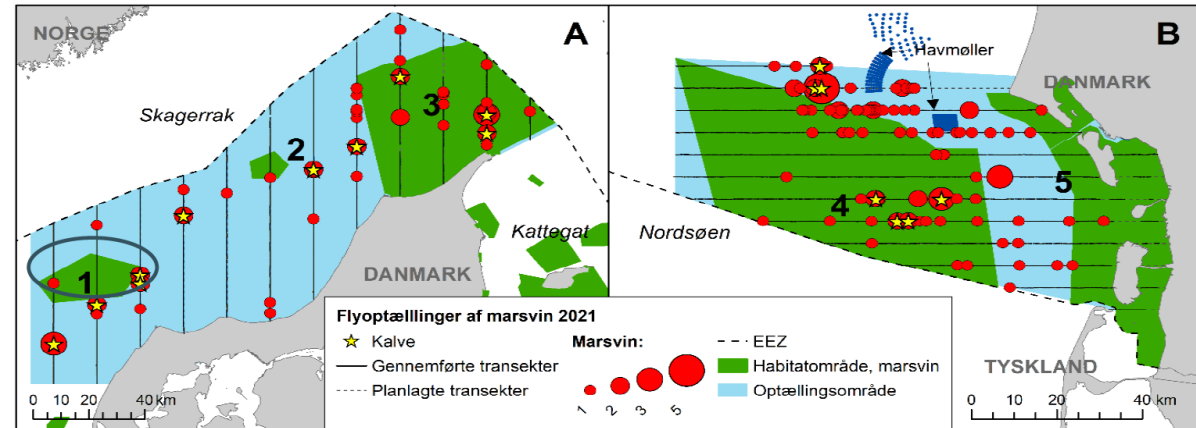 NORGE
A
Skagerrak
3
2
1
Kattegat
DANMARK
0 10 20 40 km
B
Havmøller
DANMARK
5
4
Nordsøen
TYSKLAND
0 10 20 40 km
Flyoptælllinger af marsvin 2021
Kalve
Gennemførte transekter
Planlagte transekter
Marsvin:
1 2 3 5
EEZ
Habitatområde, marsvin
Optællingsområde